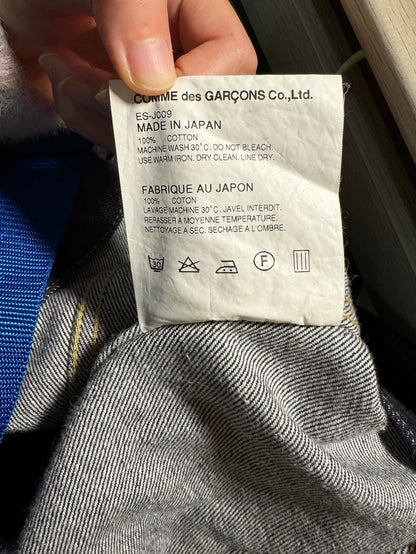 COMME des GARÇONS Co.,Ltd.
ES-J009
MADE IN JAPAN
100% COTTON
MACHINE WASH 30°C. DO NOT BLEACH.
USE WARM IRON. DRY CLEAN. LINE DRY.
FABRIQUE AU JAPON
100% COTON
LAVAGE MACHINE 30°C. JAVEL INTERDIT.
REPASSER A MOYENNE TEMPERATURE.
NETTOYAGE A SEC. SECHAGE A L'OMBRE.
30 F